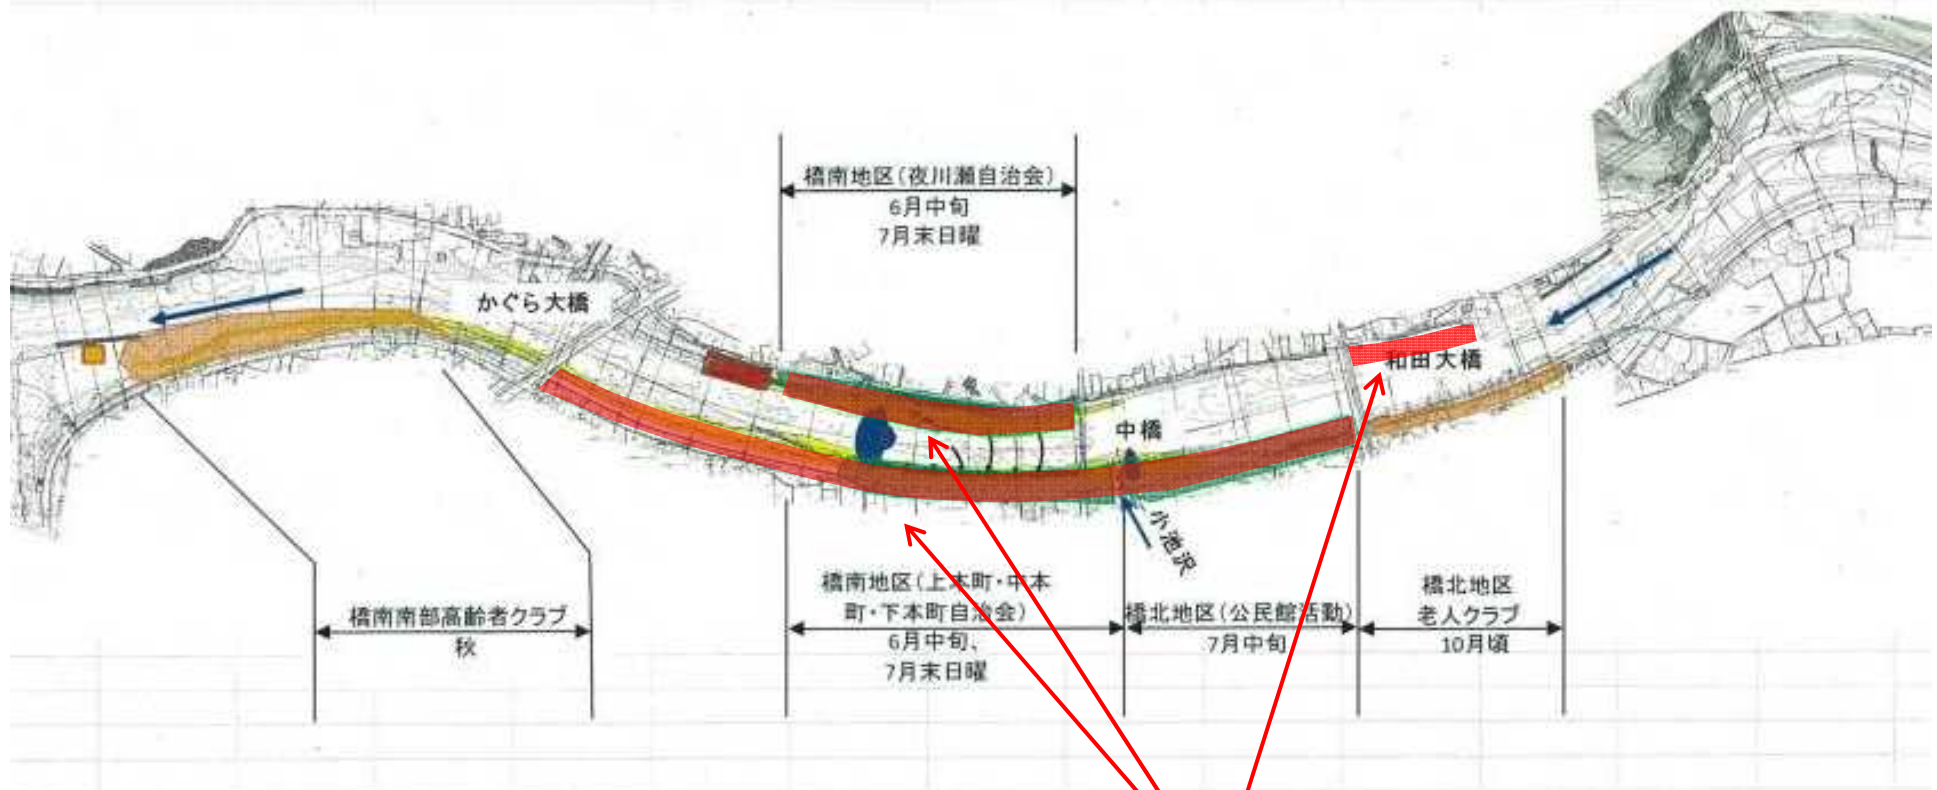 橋南地区(夜川瀬自治会)
6月中旬
7月末日曜
かぐら大橋
和田大橋
中橋
小池沢
橋南南部高齢者クラブ
秋
橋南地区(上本町・中本
町・下本町自治会)
6月中旬、
7月末日曜
橋北地区(公民館活動)
7月中旬
橋北地区
老人クラブ
10月頃